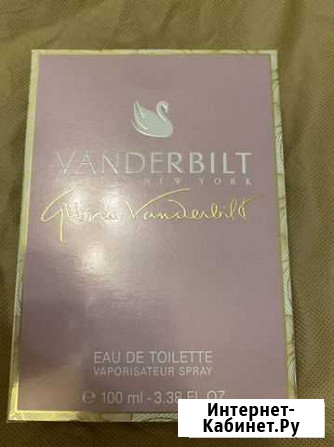 VANDERBILT
NEW YORK
Gloria Vanderbilt
EAU DE TOILETTE
VAPORISATEUR SPRAY
℮ 100 ml - 3.38 FL OZ
Интернет-
Кабинет.Ру